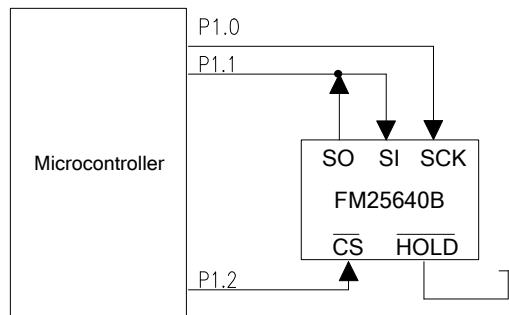 P1.0
P1.1
Microcontroller
SO SI SCK
FM25640B
CS HOLD
P1.2